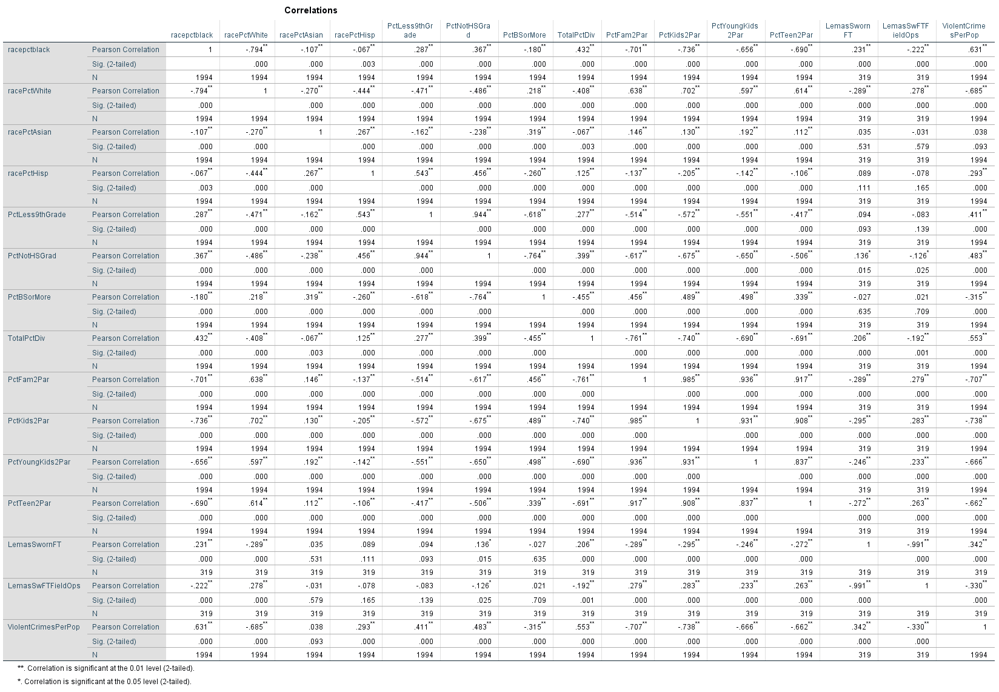 Correlations
racepctblack racePctWhite racePctAsian racePctHisp PctLess9thGrade PctNotHSGrad PctBSorMore TotalPctDiv PctFam2Par PctKids2Par PctYoungKids2Par PctTeen2Par LemasSwornFT LemasSwFTFieldOps ViolentCrimesPerPop
racepctblack Pearson Correlation 1 -.794** -.107** -.067** .287** .367** -.180** .432** -.701** -.736** -.656** -.690** .231** -.222** .631**
Sig. (2-tailed) .000 .000 .003 .000 .000 .000 .000 .000 .000 .000 .000 .000 .000 .000
N 1994 1994 1994 1994 1994 1994 1994 1994 1994 1994 1994 1994 319 319 1994
racePctWhite Pearson Correlation -.794** 1 -.270** -.444** -.471** -.486** .218** -.408** .638** .702** .597** .614** -.289** .278** -.685**
Sig. (2-tailed) .000 .000 .000 .000 .000 .000 .000 .000 .000 .000 .000 .000 .000 .000
N 1994 1994 1994 1994 1994 1994 1994 1994 1994 1994 1994 1994 319 319 1994
racePctAsian Pearson Correlation -.107** -.270** 1 .267** -.162** -.238** .319** -.067** .146** .130** .192** .112** .035 -.031 .038
Sig. (2-tailed) .000 .000 .000 .000 .000 .000 .003 .000 .000 .000 .000 .531 .579 .093
N 1994 1994 1994 1994 1994 1994 1994 1994 1994 1994 1994 1994 319 319 1994
racePctHisp Pearson Correlation -.067** -.444** .267** 1 .543** .456** -.260** .125** -.137** -.205** -.142** -.106** .089 -.078 .293**
Sig. (2-tailed) .003 .000 .000 .000 .000 .000 .000 .000 .000 .000 .000 .111 .165 .000
N 1994 1994 1994 1994 1994 1994 1994 1994 1994 1994 1994 1994 319 319 1994
PctLess9thGrade Pearson Correlation .287** -.471** -.162** .543** 1 .944** -.618** .277** -.514** -.572** -.551** -.417** .094 -.083 .411**
Sig. (2-tailed) .000 .000 .000 .000 .000 .000 .000 .000 .000 .000 .000 .093 .139 .000
N 1994 1994 1994 1994 1994 1994 1994 1994 1994 1994 1994 1994 319 319 1994
PctNotHSGrad Pearson Correlation .367** -.486** -.238** .456** .944** 1 -.764** .399** -.617** -.675** -.650** -.506** .136* -.126* .483**
Sig. (2-tailed) .000 .000 .000 .000 .000 .000 .000 .000 .000 .000 .000 .015 .025 .000
N 1994 1994 1994 1994 1994 1994 1994 1994 1994 1994 1994 1994 319 319 1994
PctBSorMore Pearson Correlation -.180** .218** .319** -.260** -.618** -.764** 1 -.455** .456** .489** .498** .339** -.027 .021 -.315**
Sig. (2-tailed) .000 .000 .000 .000 .000 .000 .000 .000 .000 .000 .000 .635 .709 .000
N 1994 1994 1994 1994 1994 1994 1994 1994 1994 1994 1994 1994 319 319 1994
TotalPctDiv Pearson Correlation .432** -.408** -.067** .125** .277** .399** -.455** 1 -.761** -.740** -.690** -.691** .206** -.192** .553**
Sig. (2-tailed) .000 .000 .003 .000 .000 .000 .000 .000 .000 .000 .000 .000 .001 .000
N 1994 1994 1994 1994 1994 1994 1994 1994 1994 1994 1994 1994 319 319 1994
PctFam2Par Pearson Correlation -.701** .638** .146** -.137** -.514** -.617** .456** -.761** 1 .985** .936** .917** -.289** .279** -.707**
Sig. (2-tailed) .000 .000 .000 .000 .000 .000 .000 .000 .000 .000 .000 .000 .000 .000
N 1994 1994 1994 1994 1994 1994 1994 1994 1994 1994 1994 1994 319 319 1994
PctKids2Par Pearson Correlation -.736** .702** .130** -.205** -.572** -.675** .489** -.740** .985** 1 .931** .908** -.295** .283** -.738**
Sig. (2-tailed) .000 .000 .000 .000 .000 .000 .000 .000 .000 .000 .000 .000 .000 .000
N 1994 1994 1994 1994 1994 1994 1994 1994 1994 1994 1994 1994 319 319 1994
PctYoungKids2Par Pearson Correlation -.656** .597** .192** -.142** -.551** -.650** .498** -.690** .936** .931** 1 .837** -.246** .233** -.666**
Sig. (2-tailed) .000 .000 .000 .000 .000 .000 .000 .000 .000 .000 .000 .000 .000 .000
N 1994 1994 1994 1994 1994 1994 1994 1994 1994 1994 1994 1994 319 319 1994
PctTeen2Par Pearson Correlation -.690** .614** .112** -.106** -.417** -.506** .339** -.691** .917** .908** .837** 1 -.272** .263** -.662**
Sig. (2-tailed) .000 .000 .000 .000 .000 .000 .000 .000 .000 .000 .000 .000 .000 .000
N 1994 1994 1994 1994 1994 1994 1994 1994 1994 1994 1994 1994 319 319 1994
LemasSwornFT Pearson Correlation .231** -.289** .035 .089 .094 .136* -.027 .206** -.289** -.295** -.246** -.272** 1 -.991** .342**
Sig. (2-tailed) .000 .000 .531 .111 .093 .015 .635 .000 .000 .000 .000 .000 .000 .000
N 319 319 319 319 319 319 319 319 319 319 319 319 319 319 319
LemasSwFTFieldOps Pearson Correlation -.222** .278** -.031 -.078 -.083 -.126* .021 -.192** .279** .283** .233** .263** -.991** 1 -.330**
Sig. (2-tailed) .000 .000 .579 .165 .139 .025 .709 .001 .000 .000 .000 .000 .000 .000
N 319 319 319 319 319 319 319 319 319 319 319 319 319 319 319
ViolentCrimesPerPop Pearson Correlation .631** -.685** .038 .293** .411** .483** -.315** .553** -.707** -.738** -.666** -.662** .342** -.330** 1
Sig. (2-tailed) .000 .000 .093 .000 .000 .000 .000 .000 .000 .000 .000 .000 .000 .000
N 1994 1994 1994 1994 1994 1994 1994 1994 1994 1994 1994 1994 319 319 1994
**. Correlation is significant at the 0.01 level (2-tailed).
*. Correlation is significant at the 0.05 level (2-tailed).